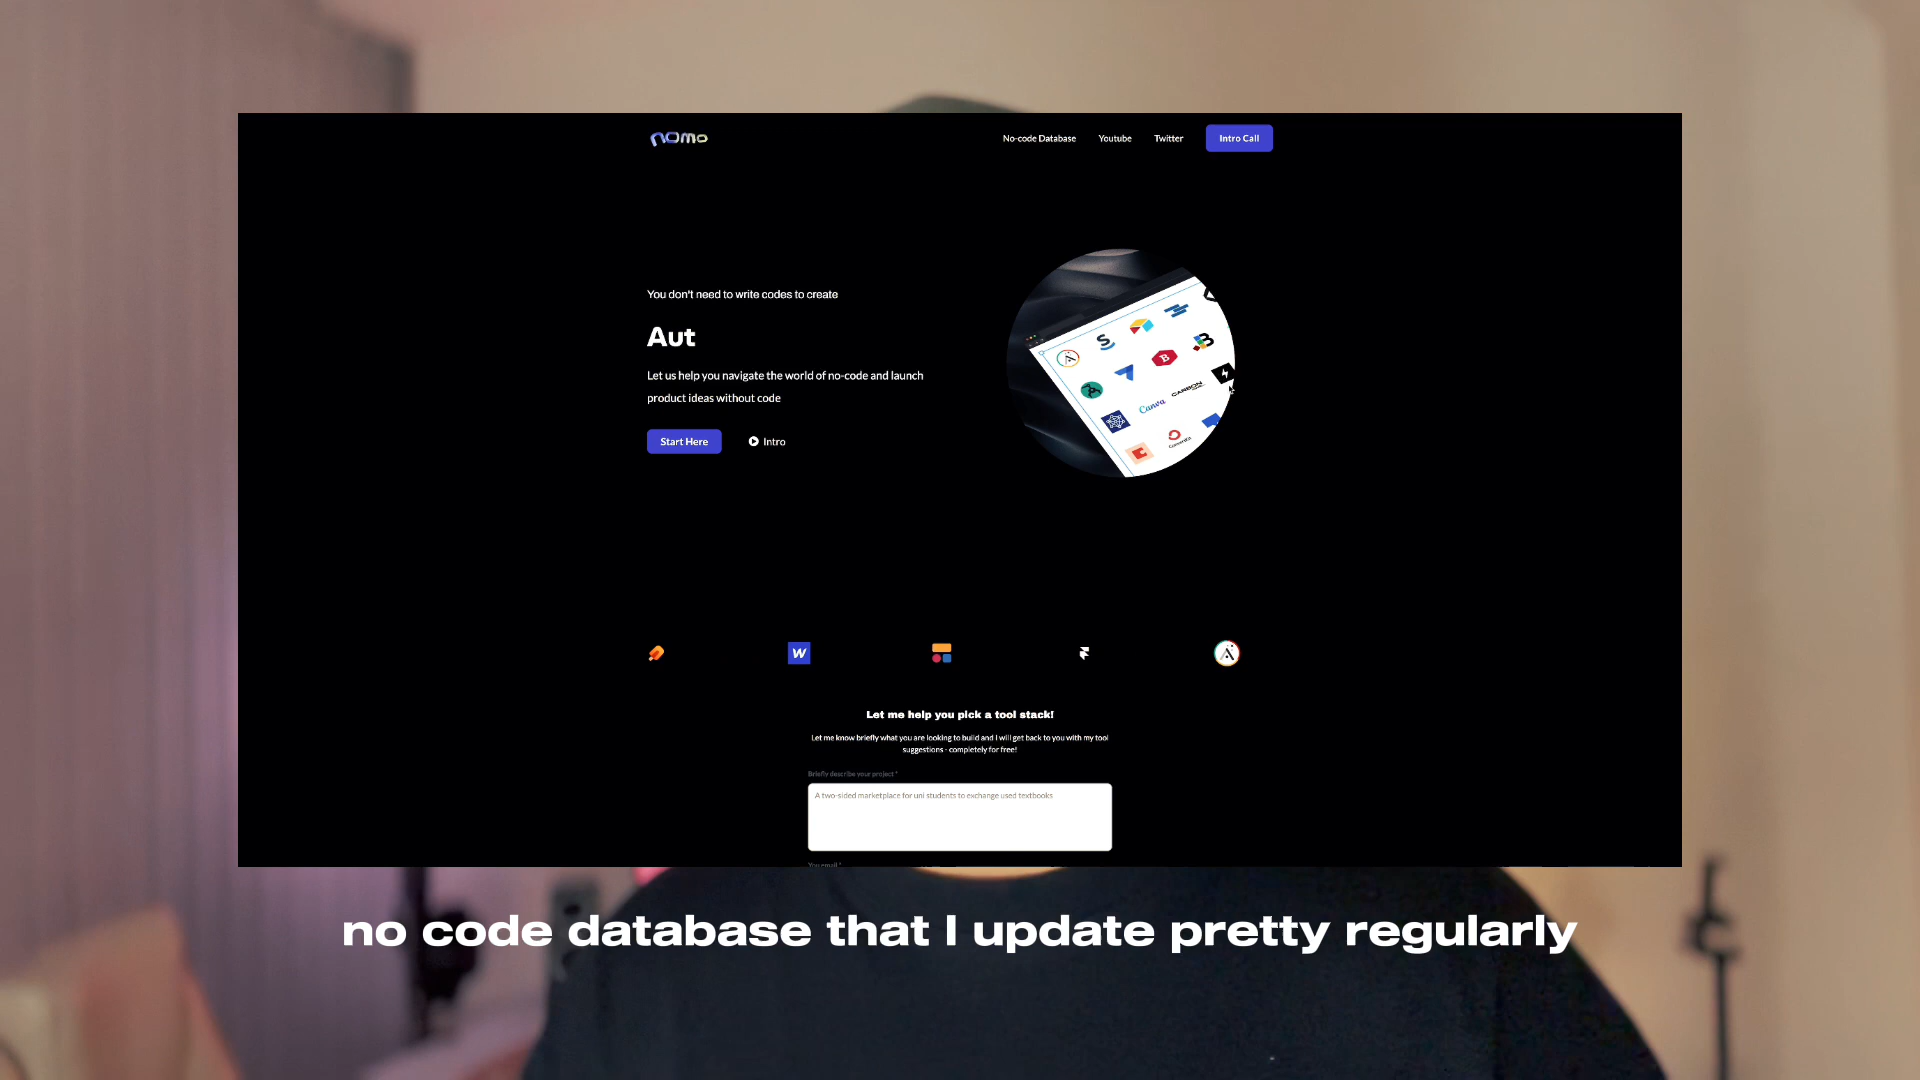 nomo
No-code Database Youtube Twitter Intro Call
You don't need to write codes to create
Aut
Let us help you navigate the world of no-code and launch
product ideas without code
Start Here Intro
S
B
B
CARBON
Canva
ConvertKit
W
Let me help you pick a tool stack!
Let me know briefly what you are looking to build and I will get back to you with my tool
suggestions - completely for free!
Briefly describe your project *
A two-sided marketplace for uni students to exchange used textbooks
You email *
no code database that I update pretty regularly